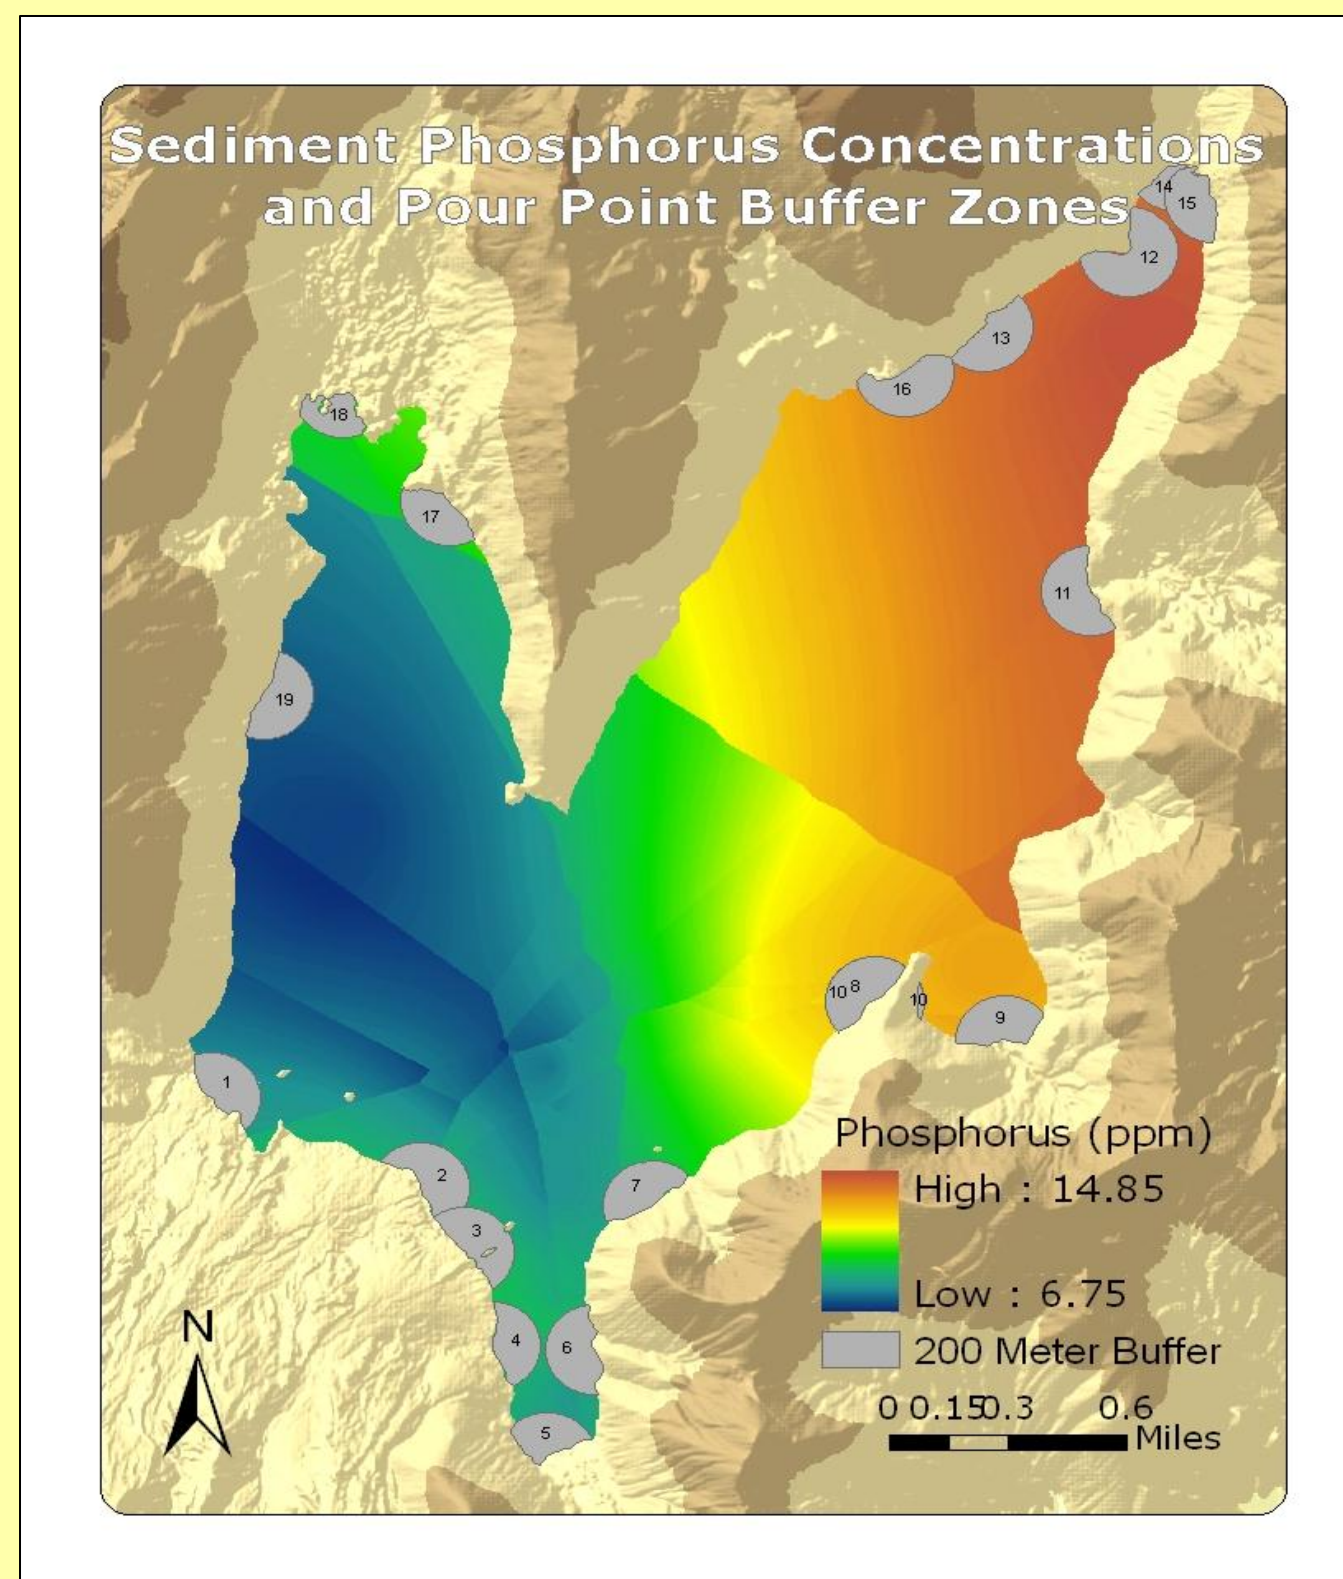 Sediment Phosphorus Concentrations
and Pour Point Buffer Zones
14
15
12
13
16
18
17
11
19
10 8
10
9
1
2
7
3
4
6
5
Phosphorus (ppm)
High : 14.85
Low : 6.75
200 Meter Buffer
N
0 0.15 0.3 0.6
Miles